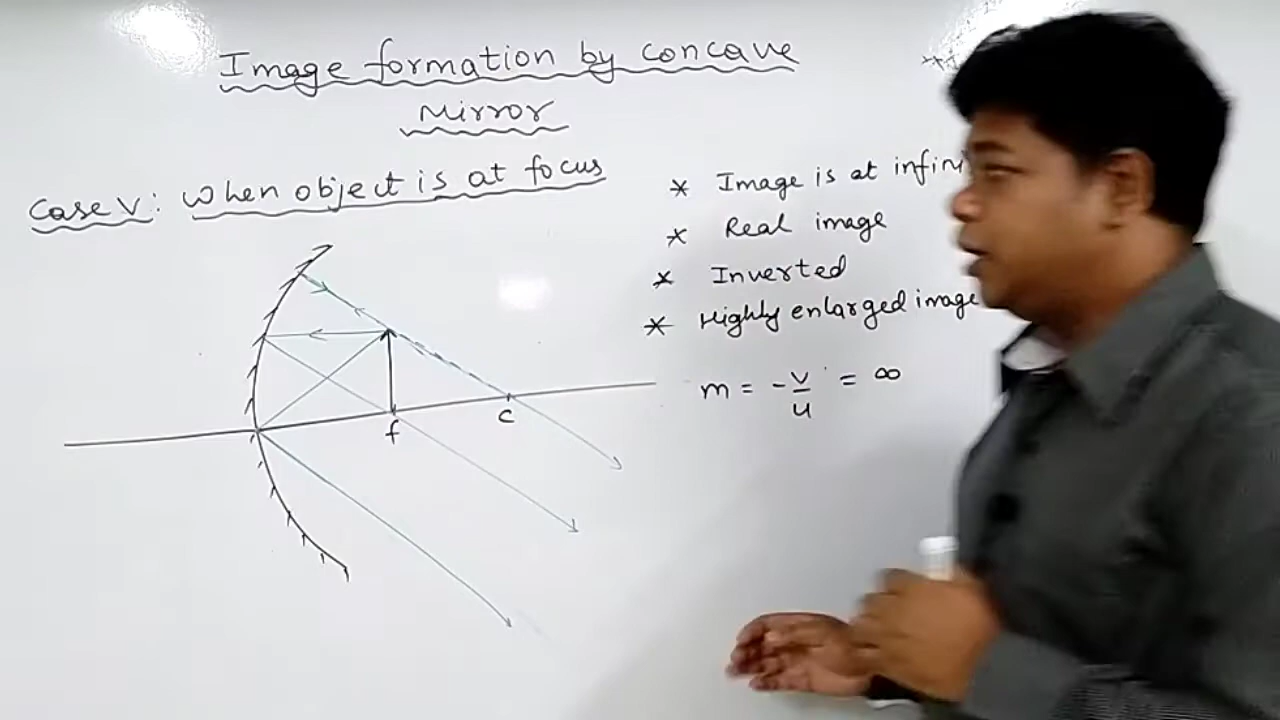 Image formation by concave
Mirror
Case V: When object is at focus
* Image is at
* Real image
* Inverted
* Highly enlarged image
m = -v/u = ∞
f
C